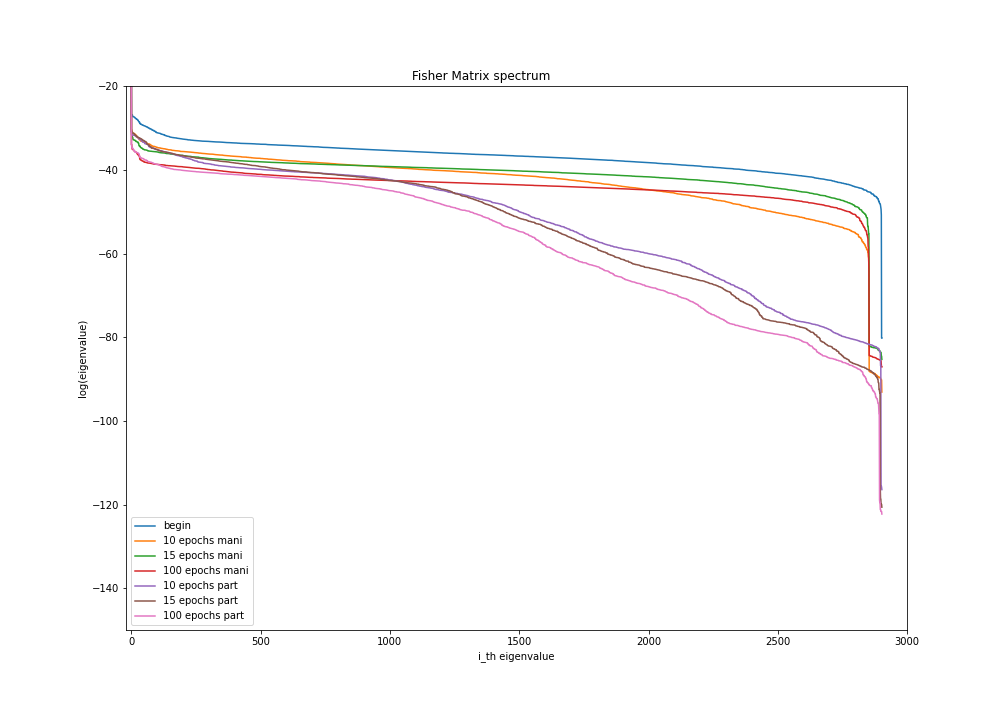 Fisher Matrix spectrum
−20
−40
−60
−80
−100
−120
−140
log(eigenvalue)
begin
10 epochs mani
15 epochs mani
100 epochs mani
10 epochs part
15 epochs part
100 epochs part
0 500 1000 1500 2000 2500 3000
i_th eigenvalue